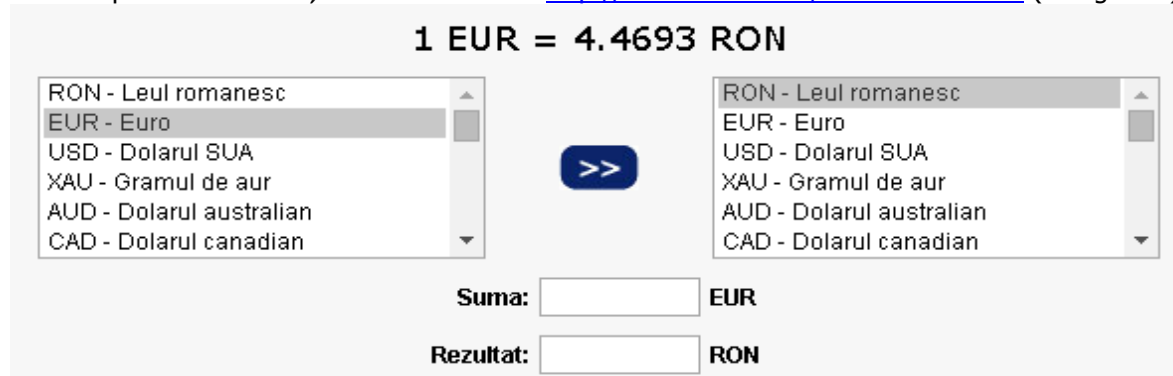 1 EUR = 4.4693 RON
RON - Leul romanesc
EUR - Euro
USD - Dolarul SUA
XAU - Gramul de aur
AUD - Dolarul australian
CAD - Dolarul canadian
>>
RON - Leul romanesc
EUR - Euro
USD - Dolarul SUA
XAU - Gramul de aur
AUD - Dolarul australian
CAD - Dolarul canadian
Suma: EUR
Rezultat: RON